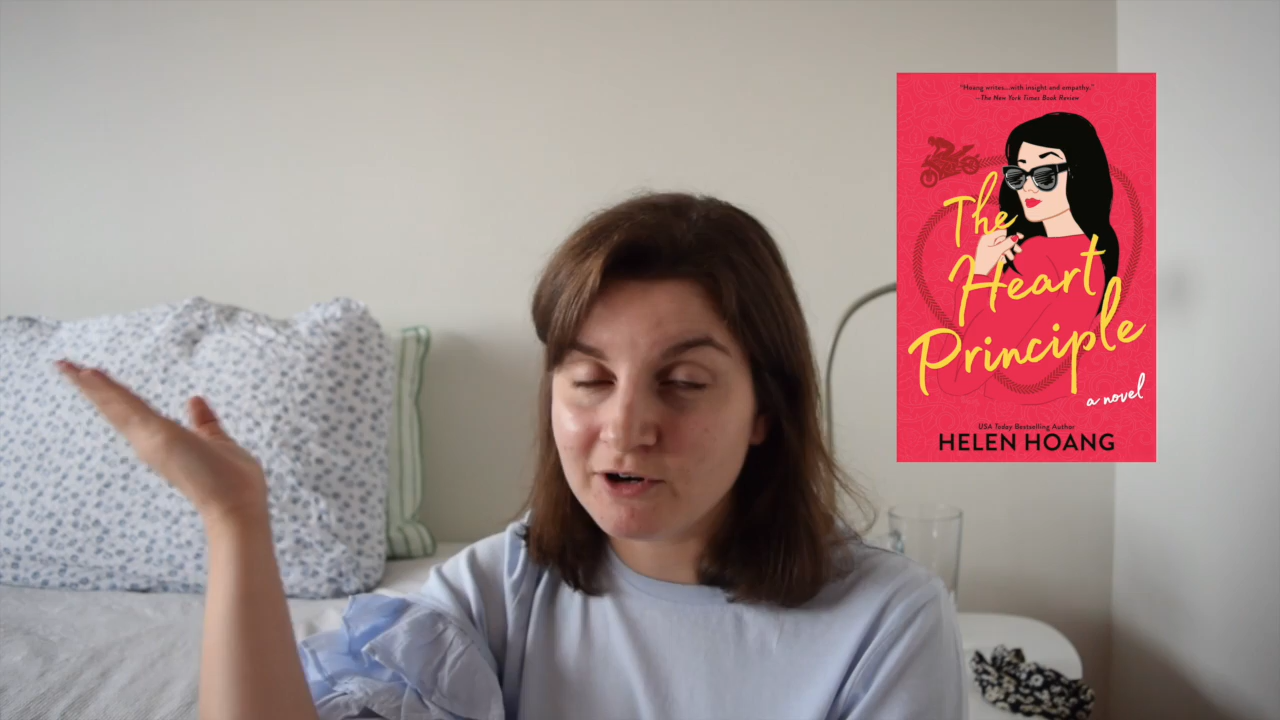 "Hoang writes...with insight and empathy."
—The New York Times Book Review
The
Heart
Principle
a novel
USA Today Bestselling Author
HELEN HOANG